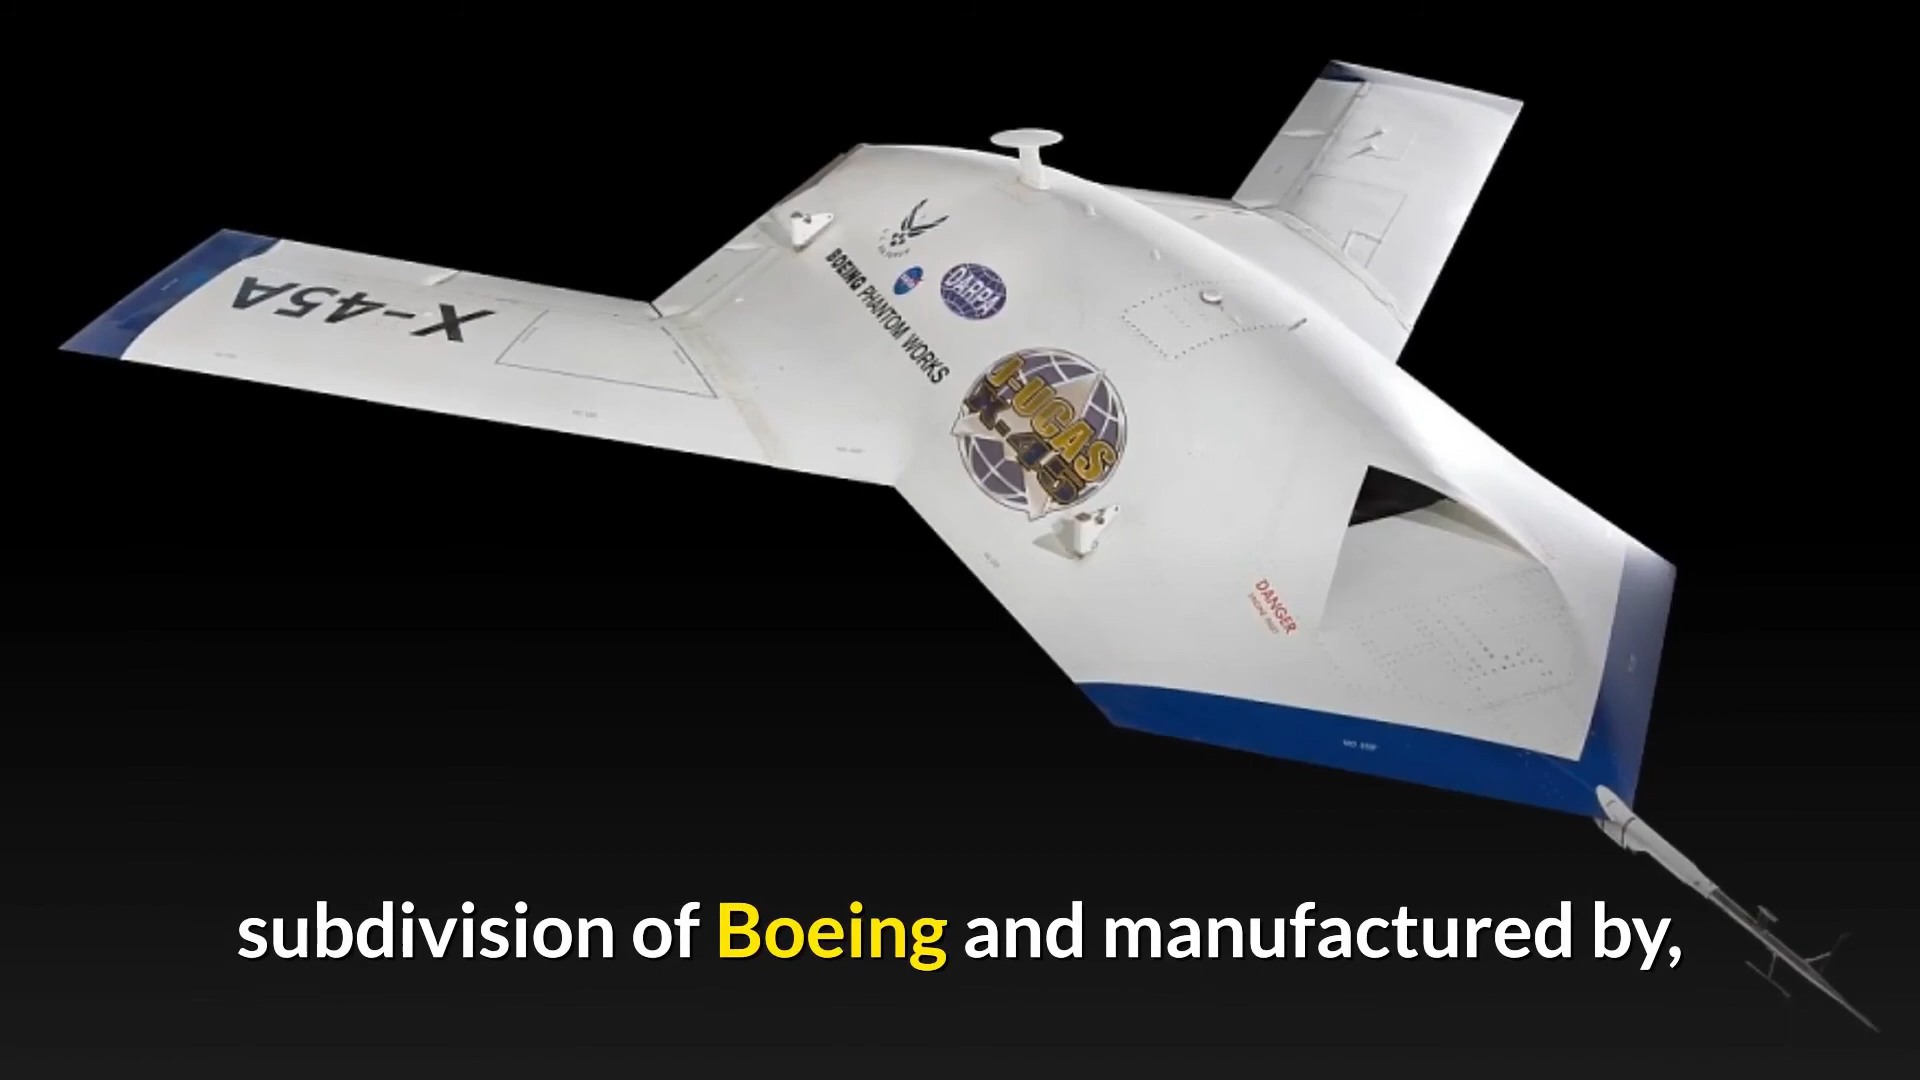 X-45A
BOEING PHANTOM WORKS
DARPA
J-UCAS
X-45
DANGER
subdivision of Boeing and manufactured by,